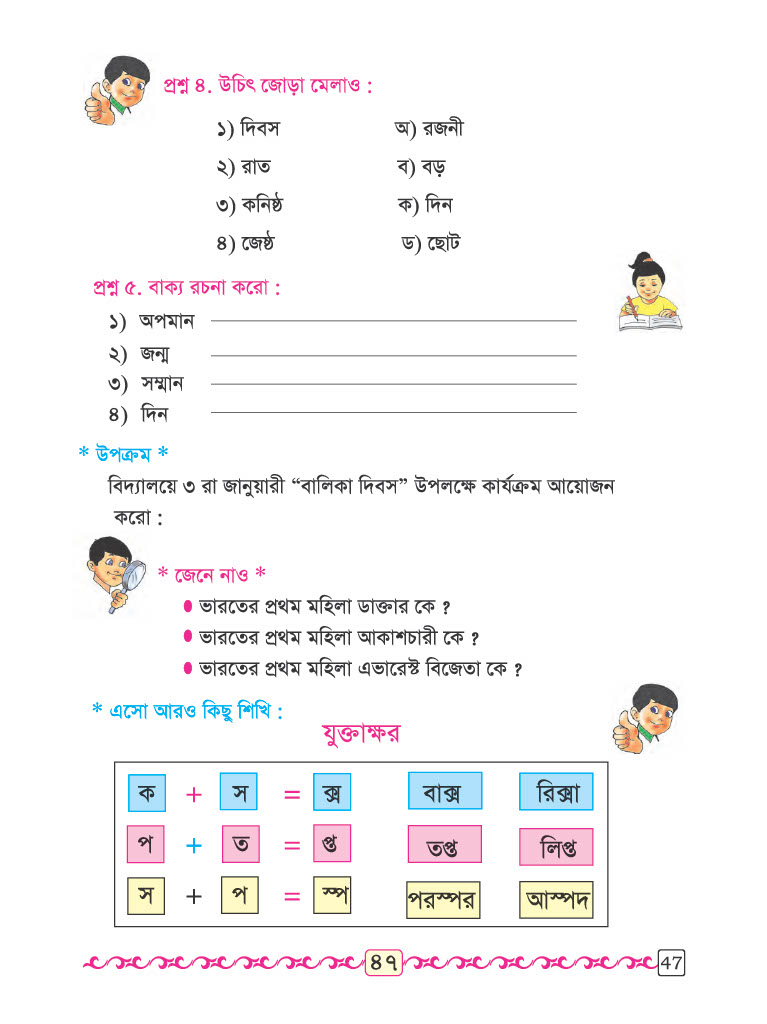 প্রশ্ন ৪. উচিৎ জোড়া মেলাও :
১) দিবস অ) রজনী
২) রাত ব) বড়
৩) কনিষ্ঠ ক) দিন
৪) জেষ্ঠ ড) ছোট
প্রশ্ন ৫. বাক্য রচনা করো :
১) অপমান
২) জন্ম
৩) সম্মান
৪) দিন
* উপক্রম *
বিদ্যালয়ে ৩ রা জানুয়ারী “বালিকা দিবস” উপলক্ষে কার্যক্রম আয়োজন
করো :
* জেনে নাও *
● ভারতের প্রথম মহিলা ডাক্তার কে ?
● ভারতের প্রথম মহিলা আকাশচারী কে ?
● ভারতের প্রথম মহিলা এভারেস্ট বিজেতা কে ?
* এসো আরও কিছু শিখি :
যুক্তাক্ষর
ক + স = ক্স বাক্স রিক্সা
প + ত = প্ত তপ্ত লিপ্ত
স + প = স্প পরস্পর আস্পদ
৪৭ 47